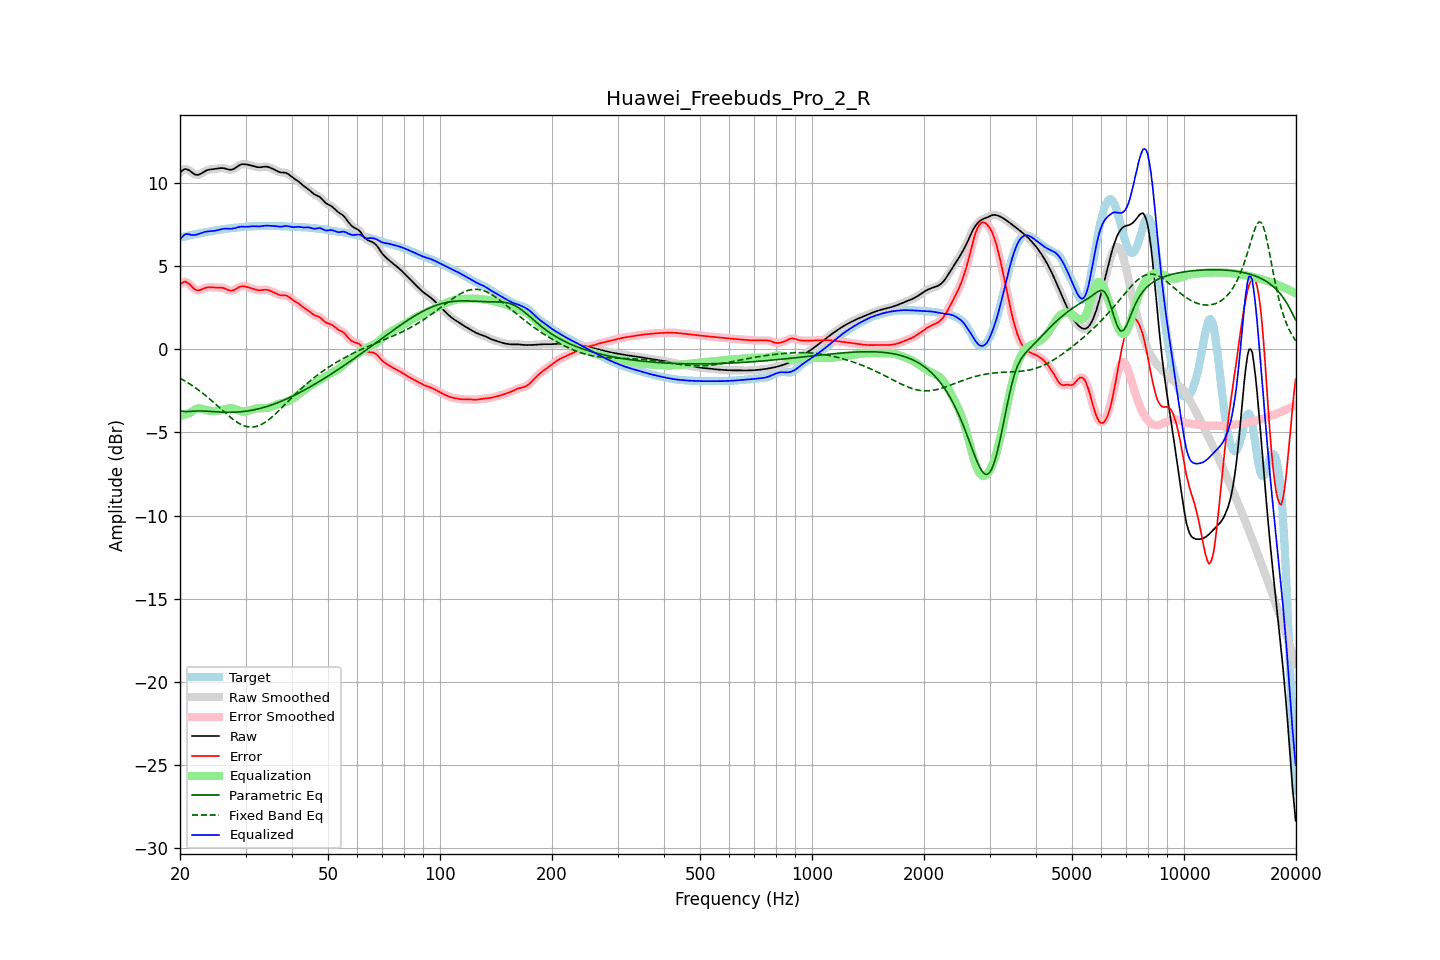 Huawei_Freebuds_Pro_2_R
Amplitude (dBr)
10
5
0
−5
−10
−15
−20
−25
−30
Target
Raw Smoothed
Error Smoothed
Raw
Error
Equalization
Parametric Eq
Fixed Band Eq
Equalized
20 50 100 200 500 1000 2000 5000 10000 20000
Frequency (Hz)